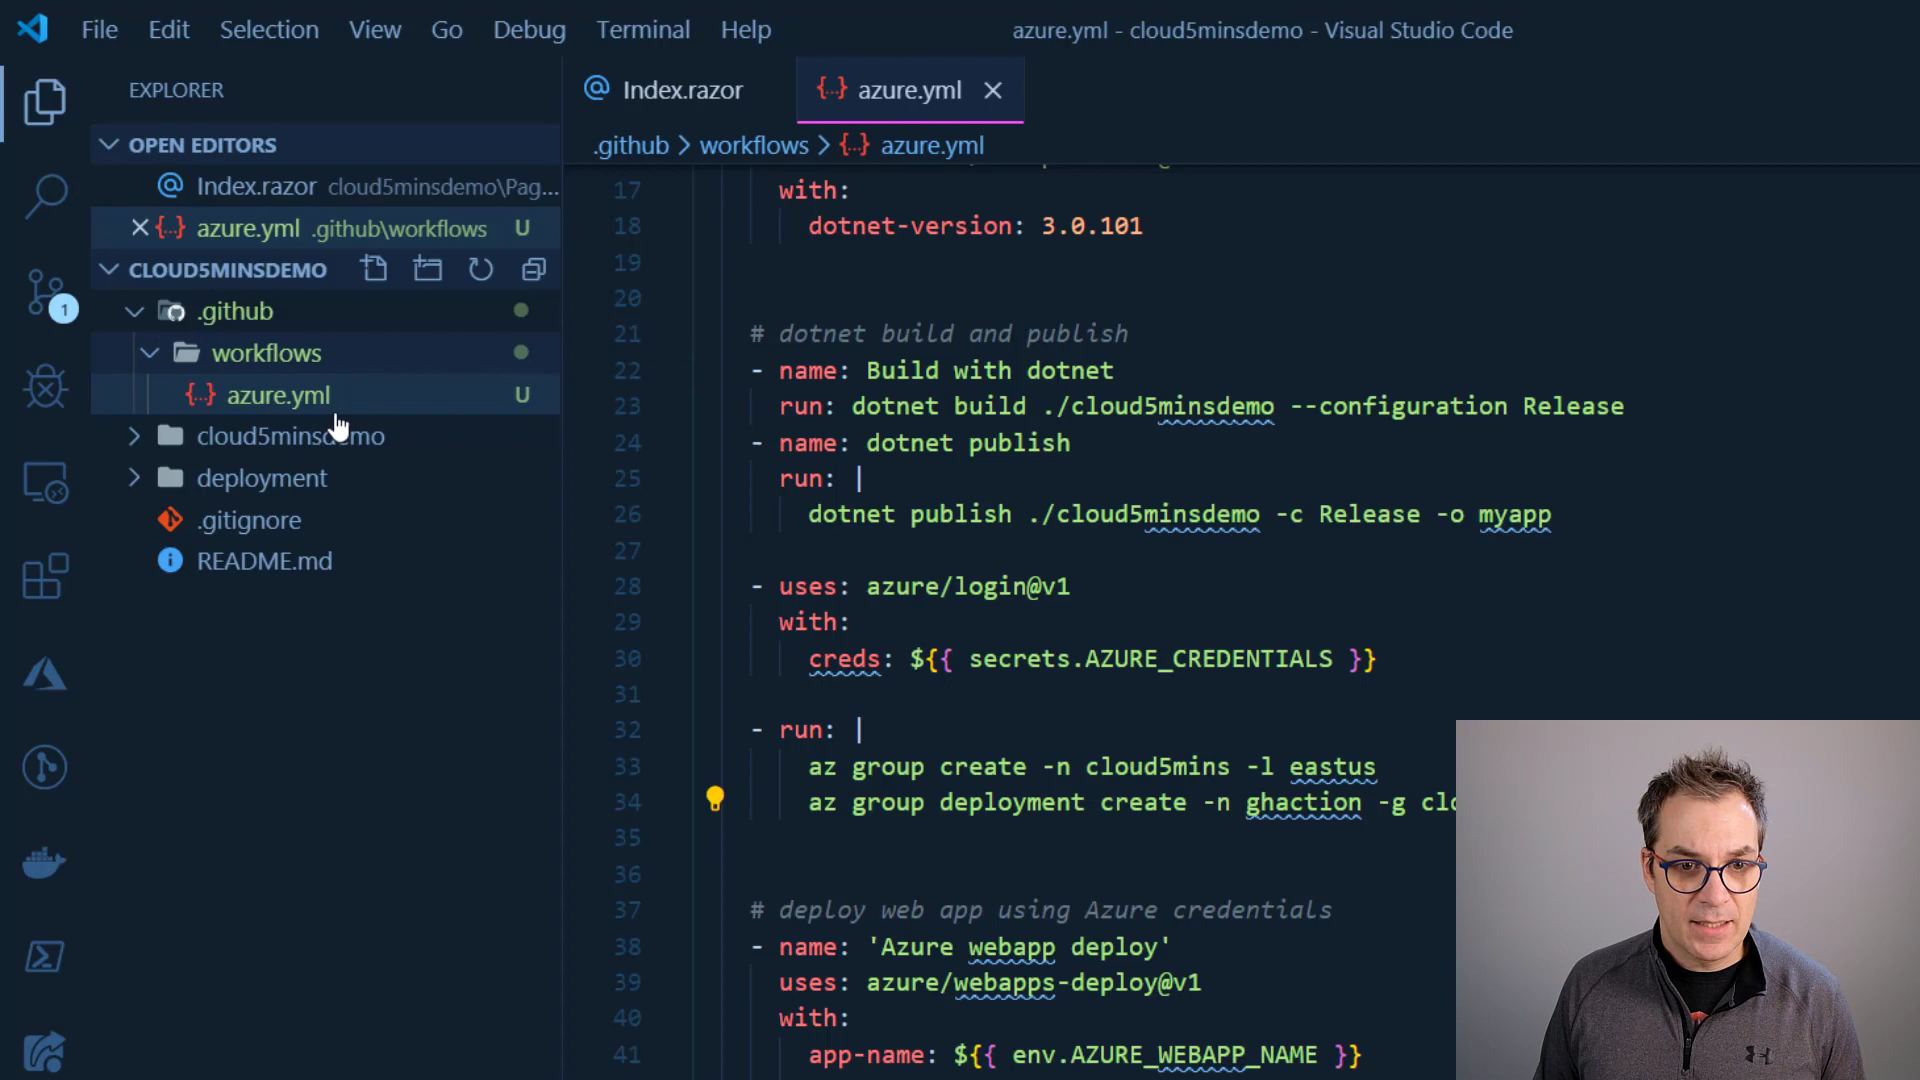 File Edit Selection View Go Debug Terminal Help azure.yml - cloud5minsdemo - Visual Studio Code
EXPLORER
Index.razor
azure.yml
OPEN EDITORS
.github > workflows > {..} azure.yml
Index.razor cloud5minsdemo\Pag...
azure.yml .github\workflows U
CLOUD5MINSDEMO
.github
workflows
azure.yml U
cloud5minsdemo
deployment
.gitignore
README.md
1
17 with:
18 dotnet-version: 3.0.101
19
20
21 # dotnet build and publish
22 - name: Build with dotnet
23 run: dotnet build ./cloud5minsdemo --configuration Release
24 - name: dotnet publish
25 run: |
26 dotnet publish ./cloud5minsdemo -c Release -o myapp
27
28 - uses: azure/login@v1
29 with:
30 creds: ${{ secrets.AZURE_CREDENTIALS }}
31
32 - run: |
33 az group create -n cloud5mins -l eastus
34 az group deployment create -n ghaction -g clo
35
36
37 # deploy web app using Azure credentials
38 - name: 'Azure webapp deploy'
39 uses: azure/webapps-deploy@v1
40 with:
41 app-name: ${{ env.AZURE_WEBAPP_NAME }}